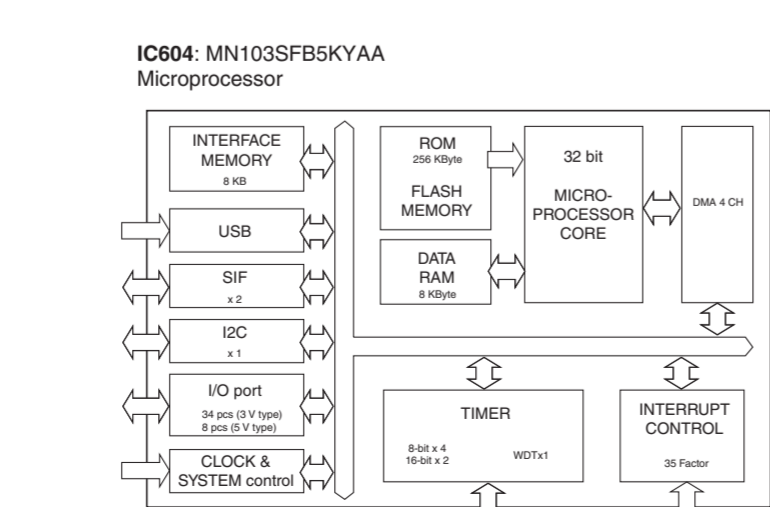 IC604: MN103SFB5KYAA
Microprocessor
INTERFACE
MEMORY
8 KB
USB
SIF
x 2
I2C
x 1
I/O port
34 pcs (3 V type)
8 pcs (5 V type)
CLOCK &
SYSTEM control
ROM
256 KByte
FLASH
MEMORY
DATA
RAM
8 KByte
32 bit
MICRO-
PROCESSOR
CORE
DMA 4 CH
TIMER
8-bit x 4
16-bit x 2
WDTx1
INTERRUPT
CONTROL
35 Factor